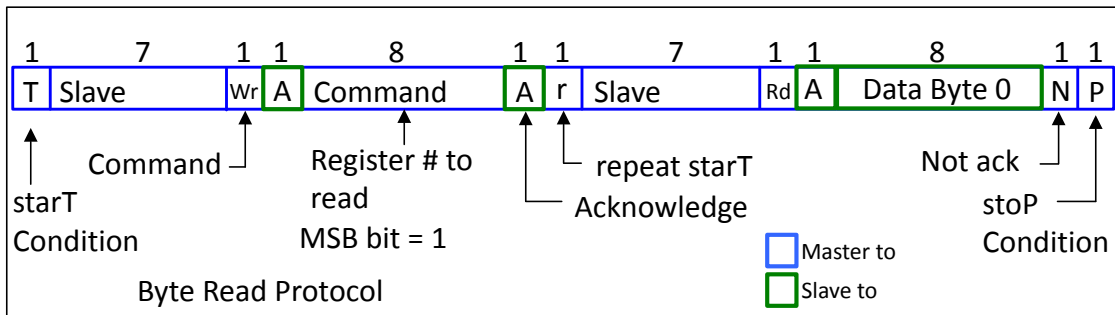 1 7 1 1 8 1 1 7 1 1 8 1 1
T Slave Wr A Command A r Slave Rd A Data Byte 0 N P
Command
Register # to
read
MSB bit = 1
repeat starT
Acknowledge
Not ack
starT
Condition
stoP
Condition
Master to
Slave to
Byte Read Protocol